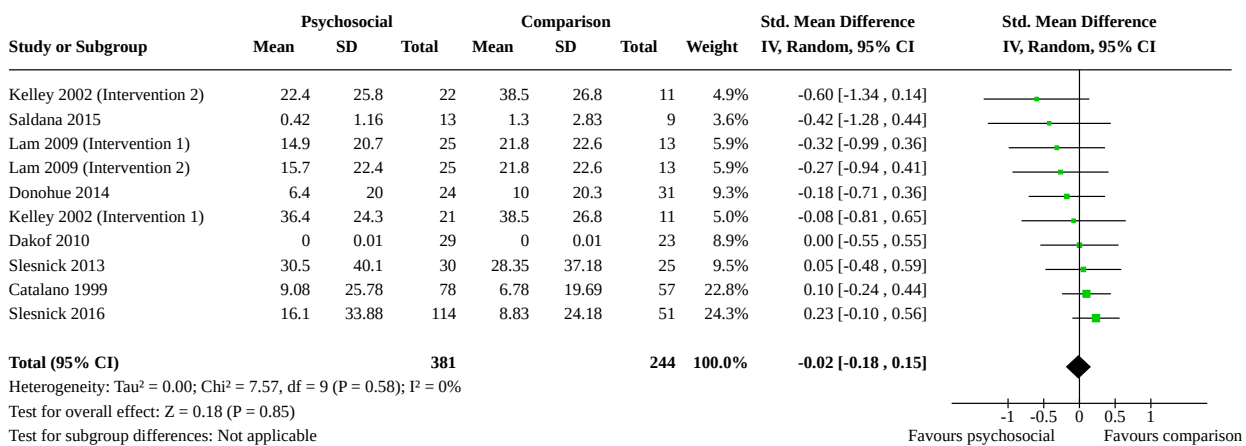 Psychosocial Comparison Std. Mean Difference Std. Mean Difference
Study or Subgroup Mean SD Total Mean SD Total Weight IV, Random, 95% CI IV, Random, 95% CI
Kelley 2002 (Intervention 2) 22.4 25.8 22 38.5 26.8 11 4.9% -0.60 [-1.34 , 0.14]
Saldana 2015 0.42 1.16 13 1.3 2.83 9 3.6% -0.42 [-1.28 , 0.44]
Lam 2009 (Intervention 1) 14.9 20.7 25 21.8 22.6 13 5.9% -0.32 [-0.99 , 0.36]
Lam 2009 (Intervention 2) 15.7 22.4 25 21.8 22.6 13 5.9% -0.27 [-0.94 , 0.41]
Donohue 2014 6.4 20 24 10 20.3 31 9.3% -0.18 [-0.71 , 0.36]
Kelley 2002 (Intervention 1) 36.4 24.3 21 38.5 26.8 11 5.0% -0.08 [-0.81 , 0.65]
Dakof 2010 0 0.01 29 0 0.01 23 8.9% 0.00 [-0.55 , 0.55]
Slesnick 2013 30.5 40.1 30 28.35 37.18 25 9.5% 0.05 [-0.48 , 0.59]
Catalano 1999 9.08 25.78 78 6.78 19.69 57 22.8% 0.10 [-0.24 , 0.44]
Slesnick 2016 16.1 33.88 114 8.83 24.18 51 24.3% 0.23 [-0.10 , 0.56]
Total (95% CI) 381 244 100.0% -0.02 [-0.18 , 0.15]
Heterogeneity: Tau² = 0.00; Chi² = 7.57, df = 9 (P = 0.58); I² = 0%
Test for overall effect: Z = 0.18 (P = 0.85) -1 -0.5 0 0.5 1
Test for subgroup differences: Not applicable Favours psychosocial Favours comparison